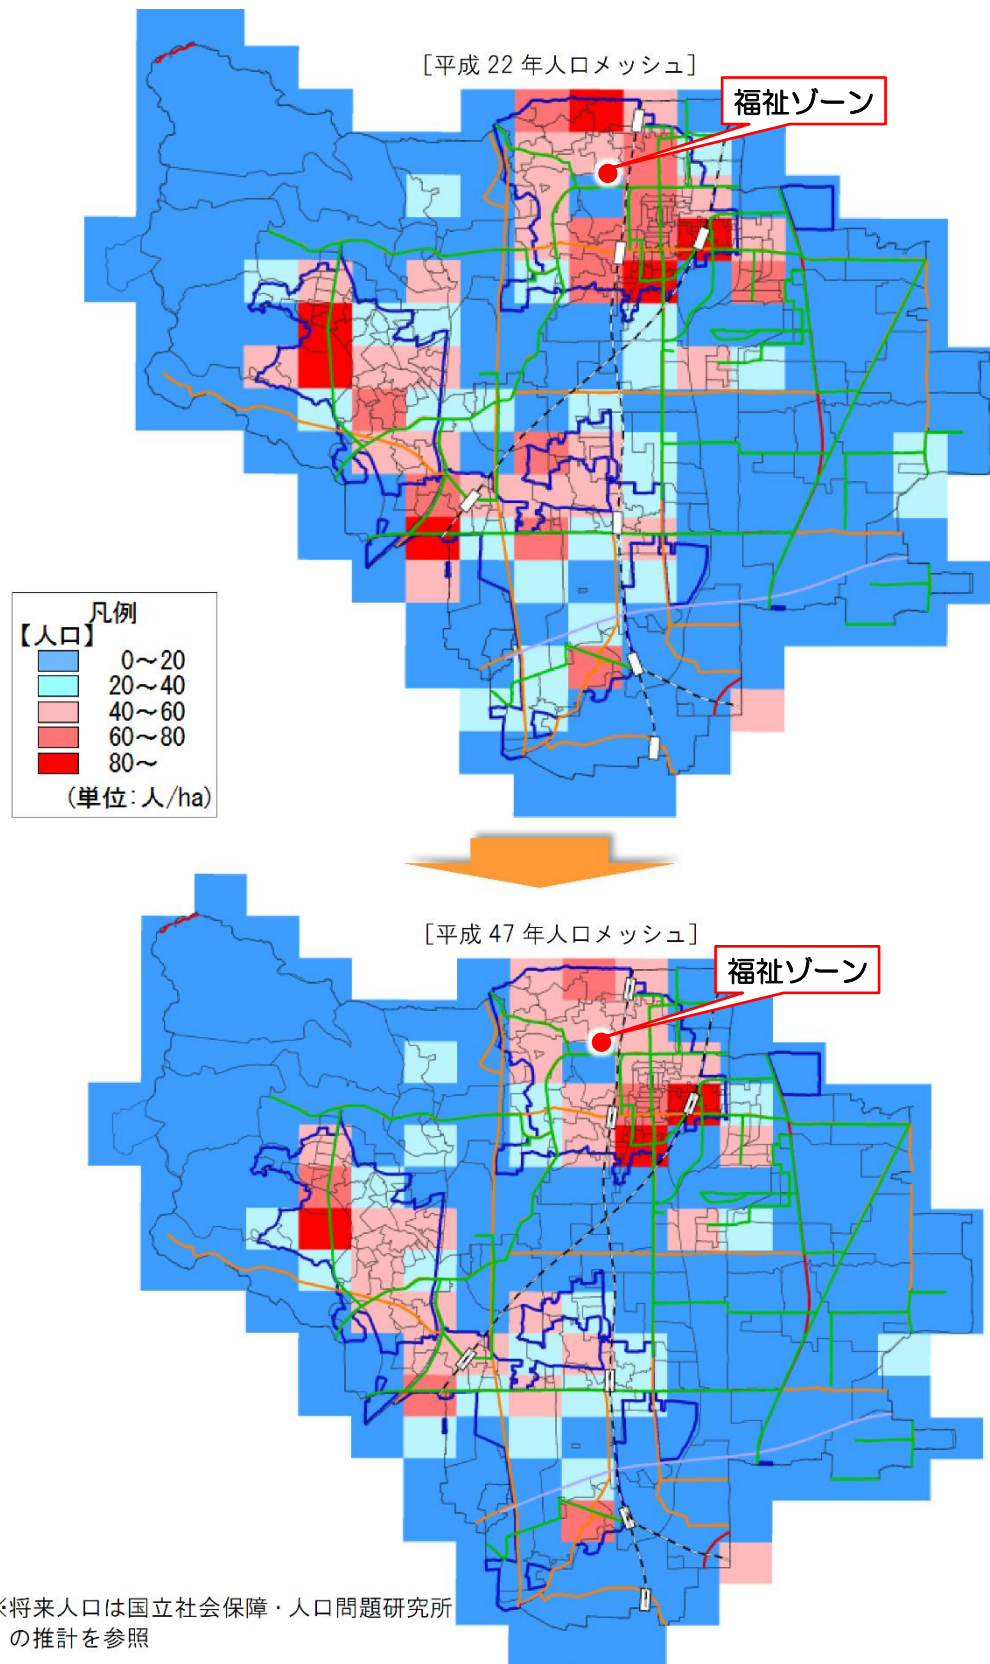 [平成 22 年人口メッシュ]
福祉ゾーン
凡例
【人口】
0～20
20～40
40～60
60～80
80～
(単位:人/ha)
[平成 47 年人口メッシュ]
福祉ゾーン
※将来人口は国立社会保障・人口問題研究所
の推計を参照